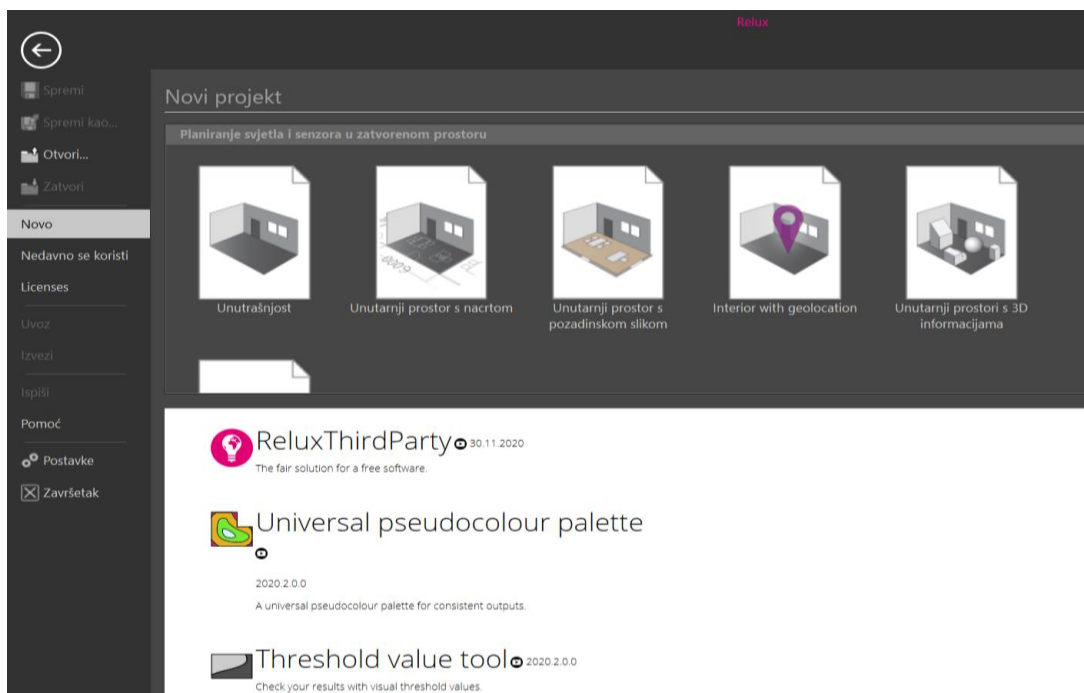 Relux
Spremi
Spremi kao...
Otvori...
Zatvori
Novo
Nedavno se koristi
Licenses
Uvoz
Izvezi
Ispiši
Pomoć
Postavke
Završetak
Novi projekt
Planiranje svjetla i senzora u zatvorenom prostoru
Unutrašnjost
Unutarnji prostor s nacrtom
Unutarnji prostor s
pozadinskom slikom
Interior with geolocation
Unutarnji prostori s 3D
informacijama
ReluxThirdParty 30.11.2020
The fair solution for a free software.
Universal pseudocolour palette
2020.2.0.0
A universal pseudocolour palette for consistent outputs.
Threshold value tool 2020.2.0.0
Check your results with visual threshold values.